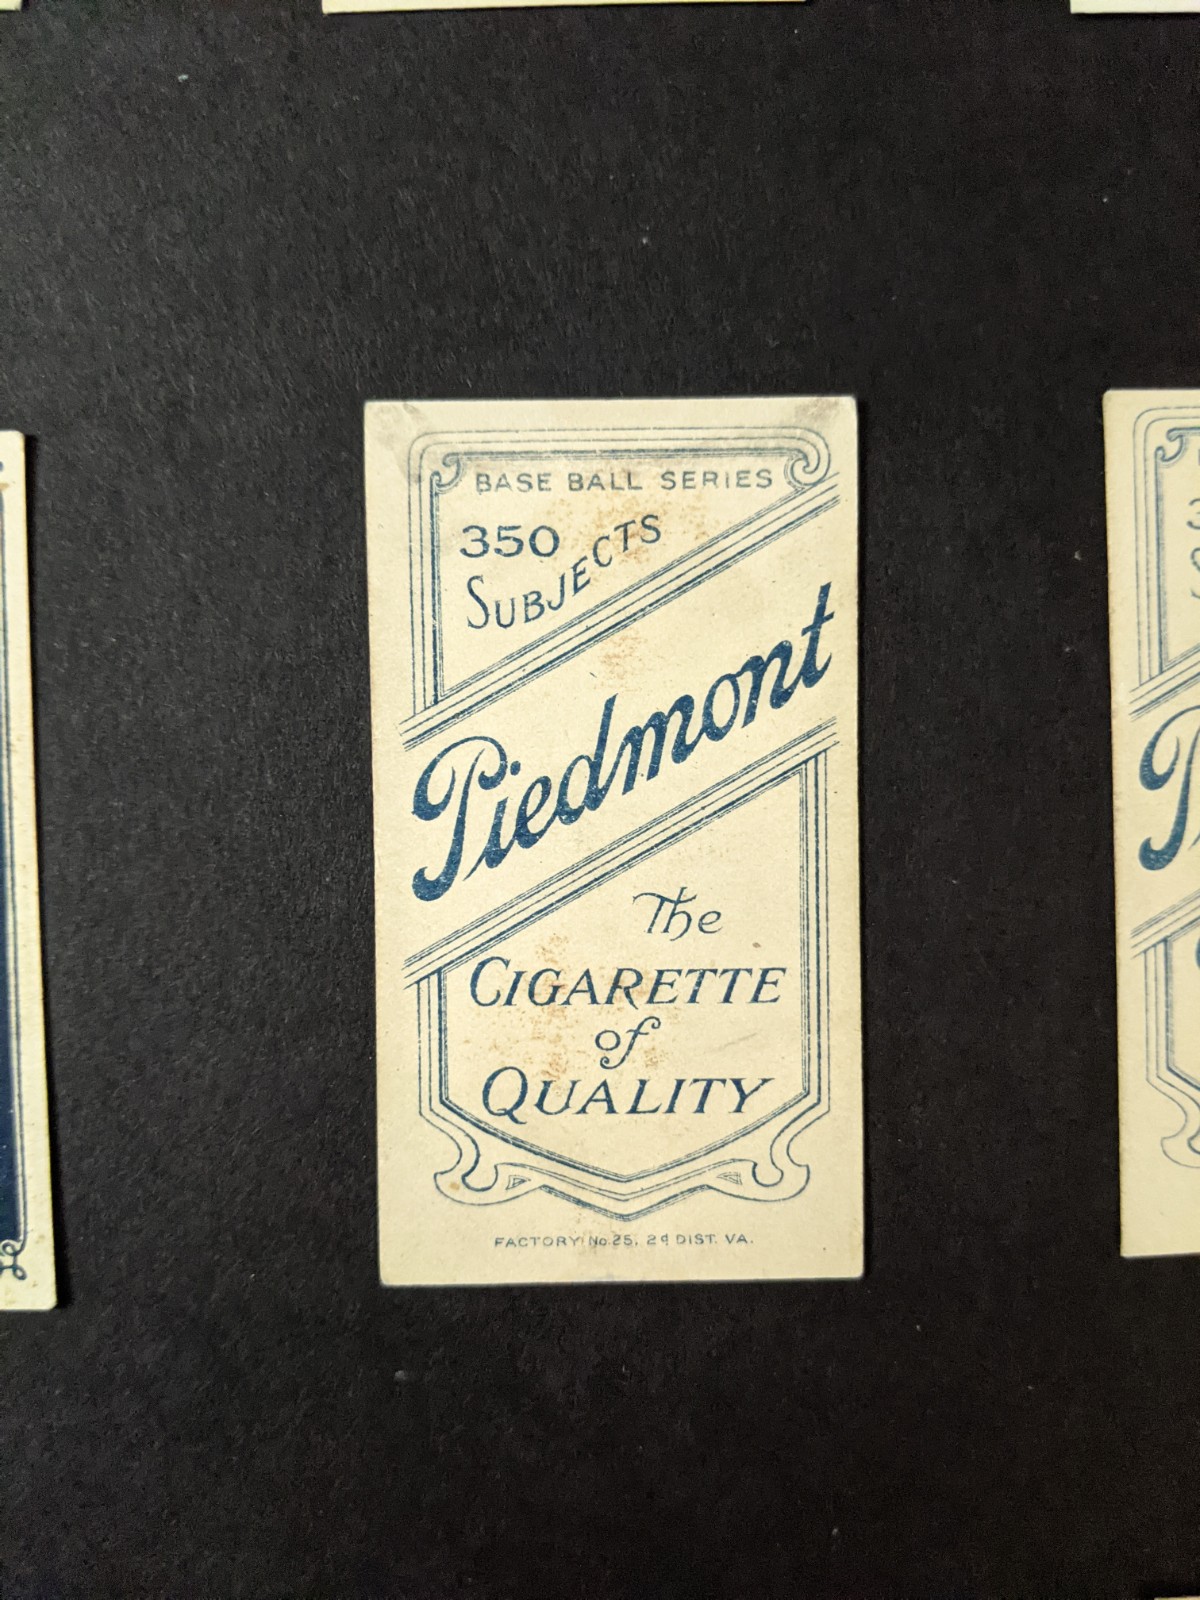 BASE BALL SERIES
350
SUBJECTS
Piedmont
The
CIGARETTE
of
QUALITY
FACTORY No.25, 2d DIST. VA.